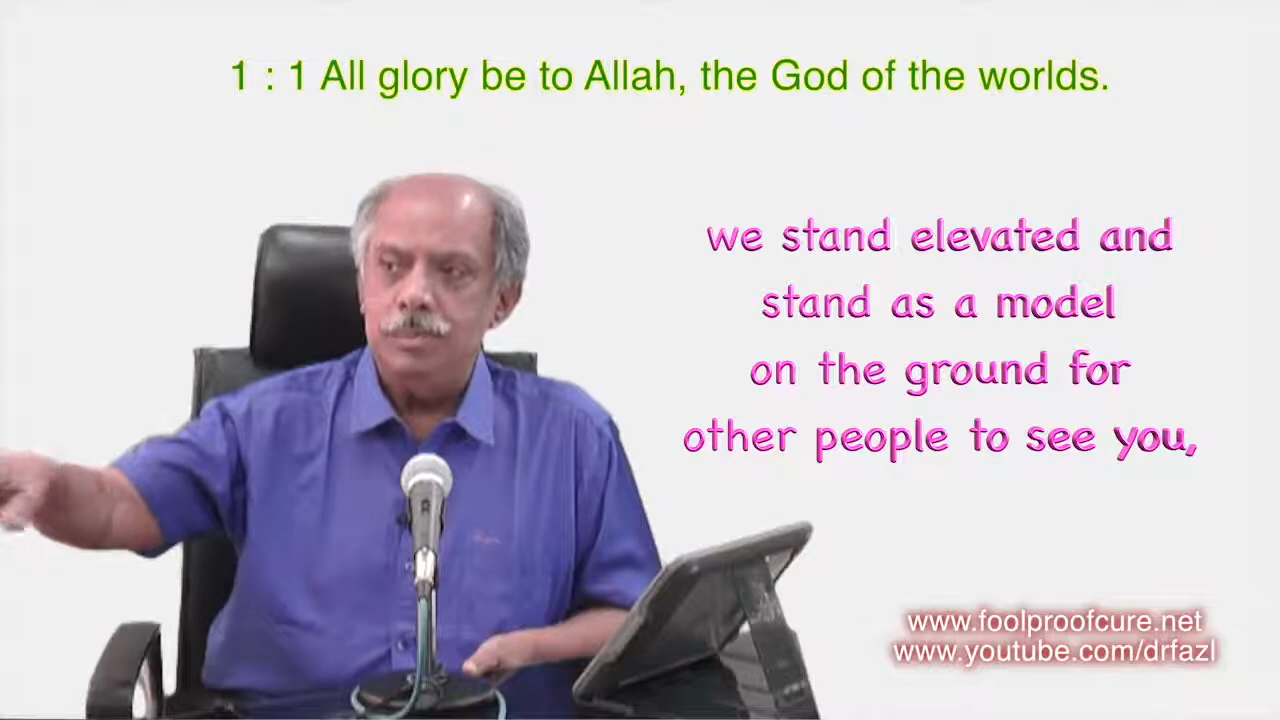 1 : 1 All glory be to Allah, the God of the worlds.
we stand elevated and
stand as a model
on the ground for
other people to see you,
www.foolproofcure.net
www.youtube.com/drfazl